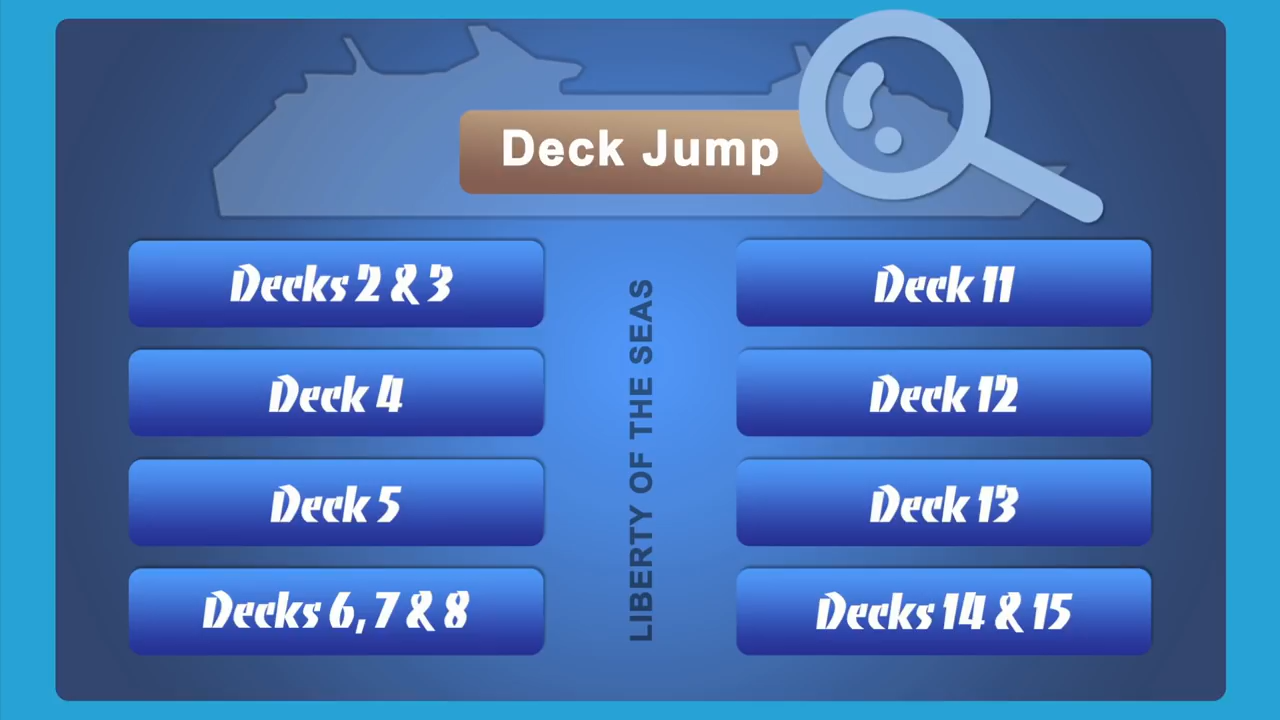 Deck Jump
Decks 2 & 3
Deck 4
Deck 5
Decks 6, 7 & 8
LIBERTY OF THE SEAS
Deck 11
Deck 12
Deck 13
Decks 14 & 15